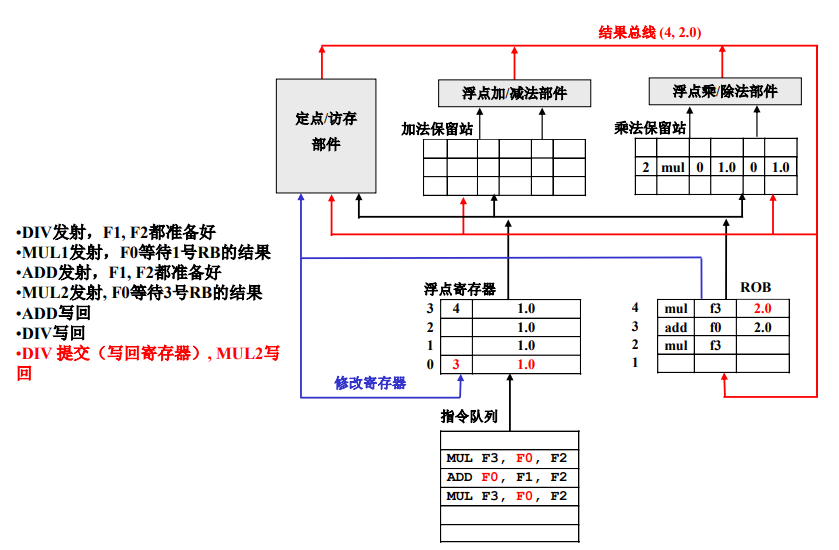 结果总线 (4, 2.0)
定点/访存
部件
浮点加/减法部件
浮点乘/除法部件
加法保留站
乘法保留站
2 mul 0 1.0 0 1.0
•DIV发射，F1, F2都准备好
•MUL1发射，F0等待1号RB的结果
•ADD发射，F1, F2都准备好
•MUL2发射, F0等待3号RB的结果
•ADD写回
•DIV写回
•DIV 提交（写回寄存器）, MUL2写
回
浮点寄存器
3 4 1.0
2 1.0
1 1.0
0 3 1.0
ROB
4 mul f3 2.0
3 add f0 2.0
2 mul f3
1
修改寄存器
指令队列
MUL F3, F0, F2
ADD F0, F1, F2
MUL F3, F0, F2